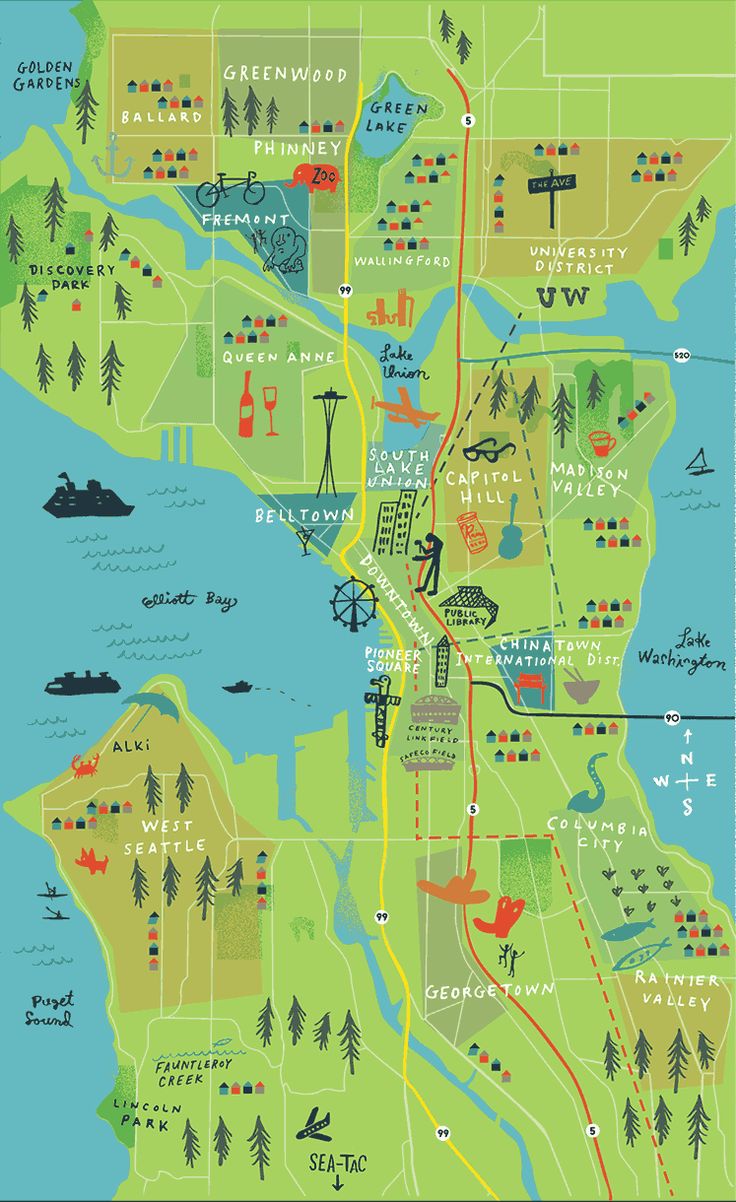 GOLDEN
GARDENS
BALLARD
GREENWOOD
PHINNEY
ZOO
GREEN
LAKE
5
THE AVE
FREMONT
WALLINGFORD
UNIVERSITY
DISTRICT
DISCOVERY
PARK
99
UW
QUEEN ANNE
Lake
Union
520
SOUTH
LAKE
UNION
CAPITOL
HILL
MADISON
VALLEY
BELLTOWN
Rain
DOWNTOWN
Elliott Bay
PUBLIC
LIBRARY
PIONEER
SQUARE
CHINATOWN
INTERNATIONAL DIST.
Lake
Washington
CENTURY
LINK FIELD
SAFECO FIELD
90
N
W E
S
ALKI
WEST
SEATTLE
5
COLUMBIA
CITY
99
GEORGETOWN
RAINIER
VALLEY
Puget
Sound
FAUNTLEROY
CREEK
LINCOLN
PARK
SEA-TAC
99
5
5